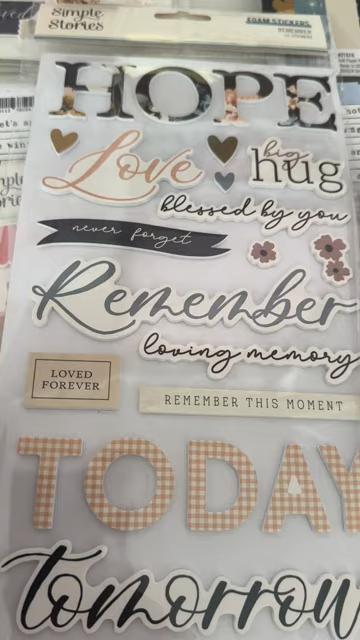 Simple
Stories
FOAM STICKERS
REMEMBER
HOPE
Love
big
hug
blessed by you
never forget
Remember
loving memory
LOVED
FOREVER
REMEMBER THIS MOMENT
TODAY
tomorrow